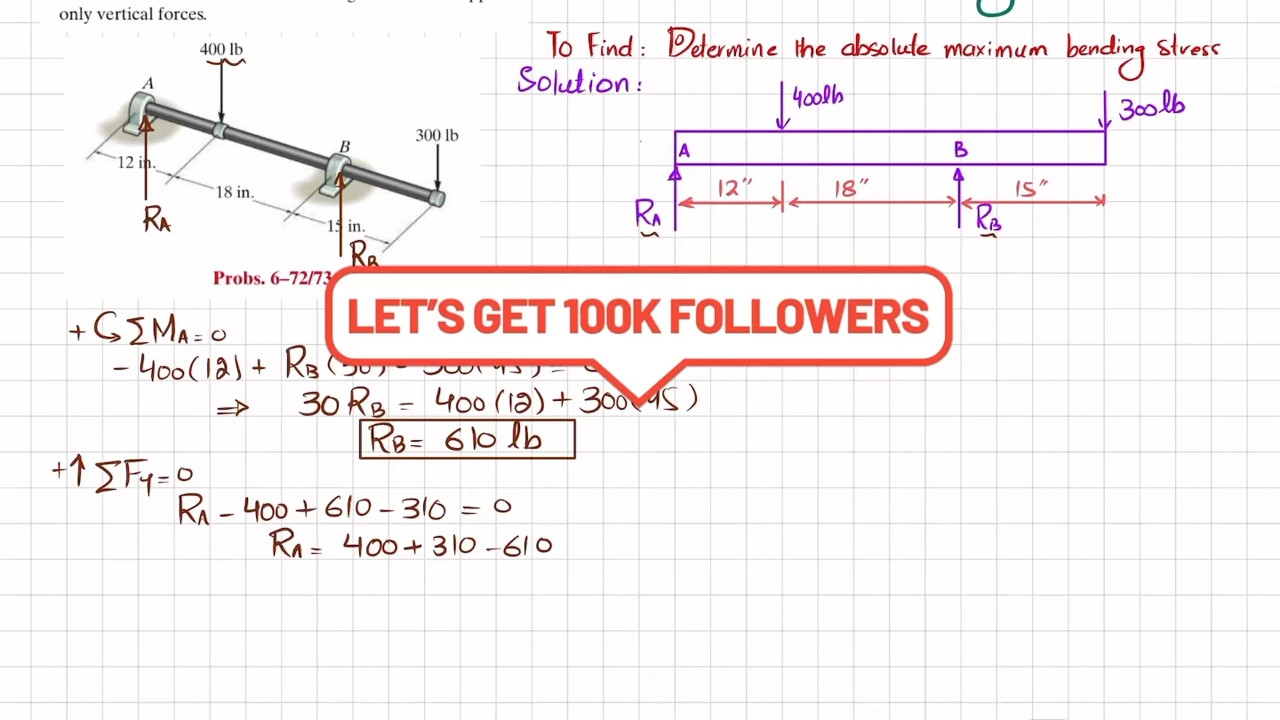 only vertical forces.
To Find: Determine the absolute maximum bending stress
Solution:
400 lb
A
12 in.
18 in.
B
300 lb
15 in.
RA
RB
Probs. 6–72/73
400lb
300lb
A
B
12"
18"
15"
RA
RB
LET'S GET 100K FOLLOWERS
+ ΣMA = 0
- 400(12) + RB
⇒ 30 RB = 400 (12) + 300(45)
RB = 610 lb
+↑ ΣFy = 0
RA - 400 + 610 - 310 = 0
RA = 400 + 310 - 610